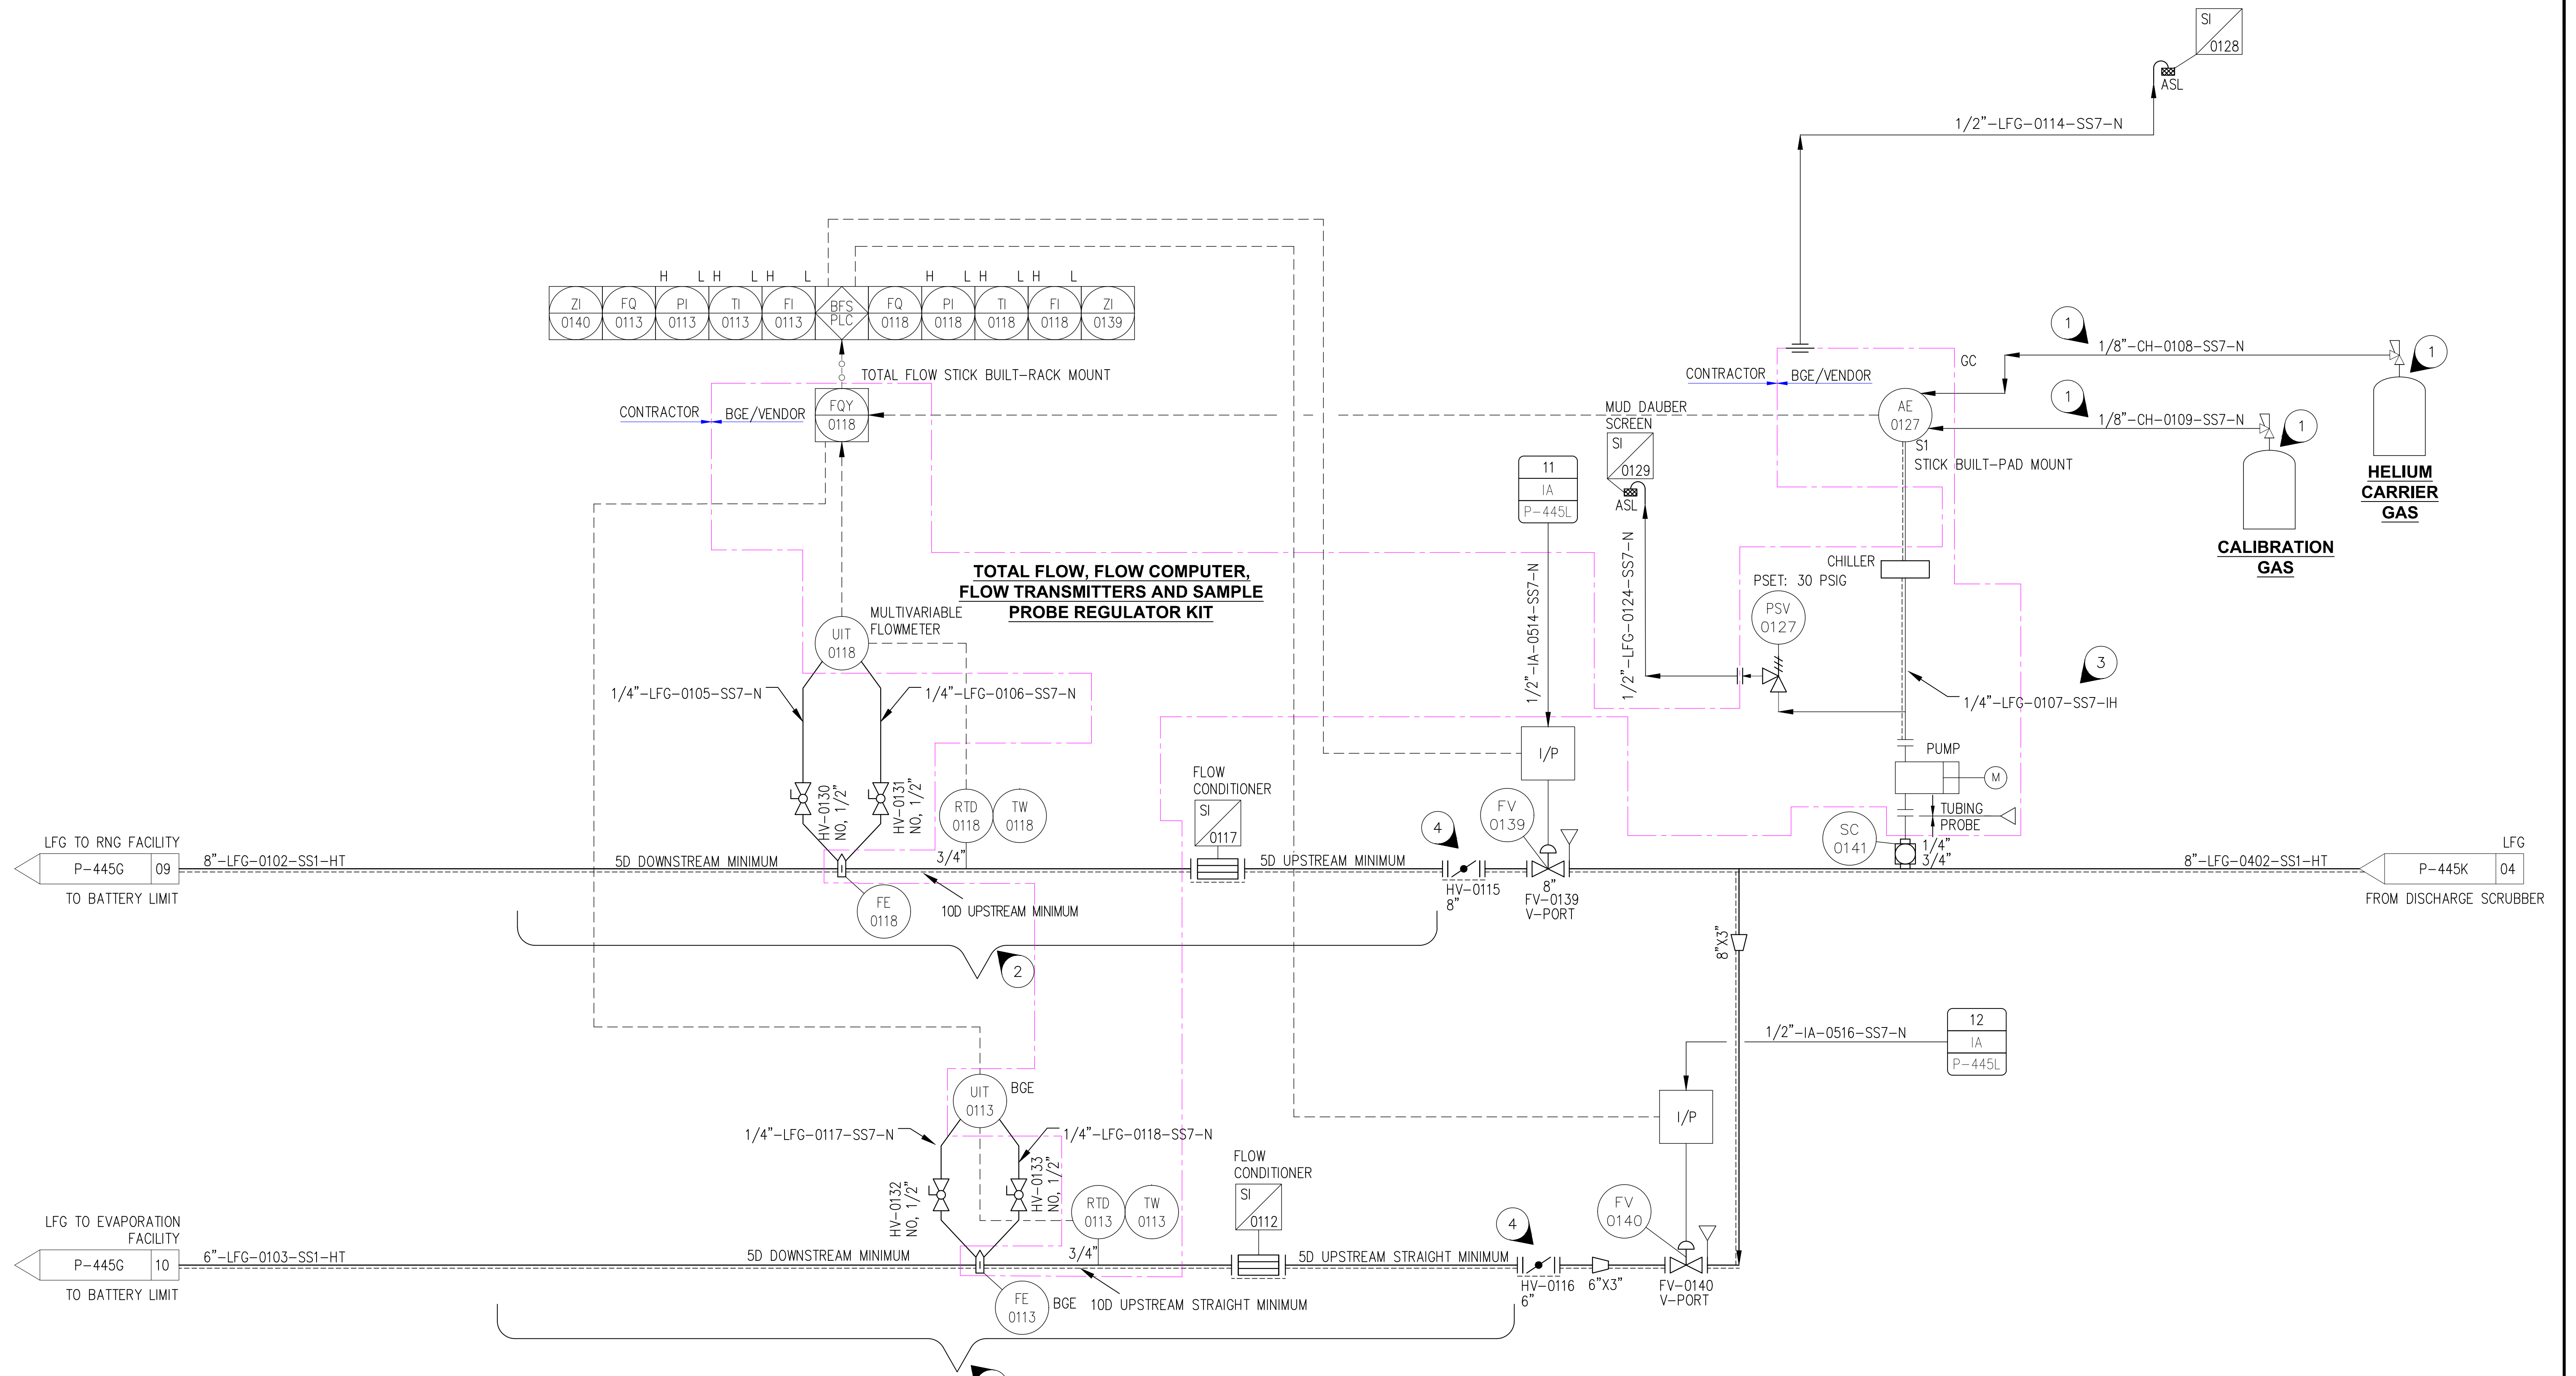 SI
0128
ASL
1/2"-LFG-0114-SS7-N
H L H L H L
H L H L H L
ZI
0140
FQ
0113
PI
0113
TI
0113
FI
0113
BFS
PLC
FQ
0118
PI
0118
TI
0118
FI
0118
ZI
0139
TOTAL FLOW STICK BUILT-RACK MOUNT
CONTRACTOR
BGE/VENDOR
FQY
0118
CONTRACTOR
BGE/VENDOR
GC
AE
0127
S1
STICK BUILT-PAD MOUNT
1
1/8"-CH-0108-SS7-N
1
1
1/8"-CH-0109-SS7-N
1
HELIUM
CARRIER
GAS
CALIBRATION
GAS
MUD DAUBER
SCREEN
SI
0129
ASL
11
IA
P-445L
1/2"-IA-0514-SS7-N
1/2"-LFG-0124-SS7-N
CHILLER
PSET: 30 PSIG
PSV
0127
TOTAL FLOW, FLOW COMPUTER,
FLOW TRANSMITTERS AND SAMPLE
PROBE REGULATOR KIT
UIT
0118
MULTIVARIABLE
FLOWMETER
1/4"-LFG-0105-SS7-N
1/4"-LFG-0106-SS7-N
3
1/4"-LFG-0107-SS7-IH
PUMP
M
TUBING
PROBE
1/4"
3/4"
SC
0141
I/P
FV
0139
FLOW
CONDITIONER
SI
0117
4
HV-0130
NO, 1/2"
HV-0131
NO, 1/2"
RTD
0118
TW
0118
3/4"
LFG TO RNG FACILITY
P-445G 09
TO BATTERY LIMIT
8"-LFG-0102-SS1-HT
5D DOWNSTREAM MINIMUM
5D UPSTREAM MINIMUM
FE
0118
10D UPSTREAM MINIMUM
HV-0115
8"
8"
FV-0139
V-PORT
8"-LFG-0402-SS1-HT
LFG
P-445K 04
FROM DISCHARGE SCRUBBER
2
8"X3"
1/2"-IA-0516-SS7-N
12
IA
P-445L
UIT
0113
BGE
I/P
1/4"-LFG-0117-SS7-N
1/4"-LFG-0118-SS7-N
HV-0132
NO, 1/2"
HV-0133
NO, 1/2"
RTD
0113
TW
0113
3/4"
FLOW
CONDITIONER
SI
0112
4
FV
0140
LFG TO EVAPORATION
FACILITY
P-445G 10
TO BATTERY LIMIT
6"-LFG-0103-SS1-HT
5D DOWNSTREAM MINIMUM
5D UPSTREAM STRAIGHT MINIMUM
FE
0113
BGE
10D UPSTREAM STRAIGHT MINIMUM
HV-0116
6"
6"X3"
FV-0140
V-PORT